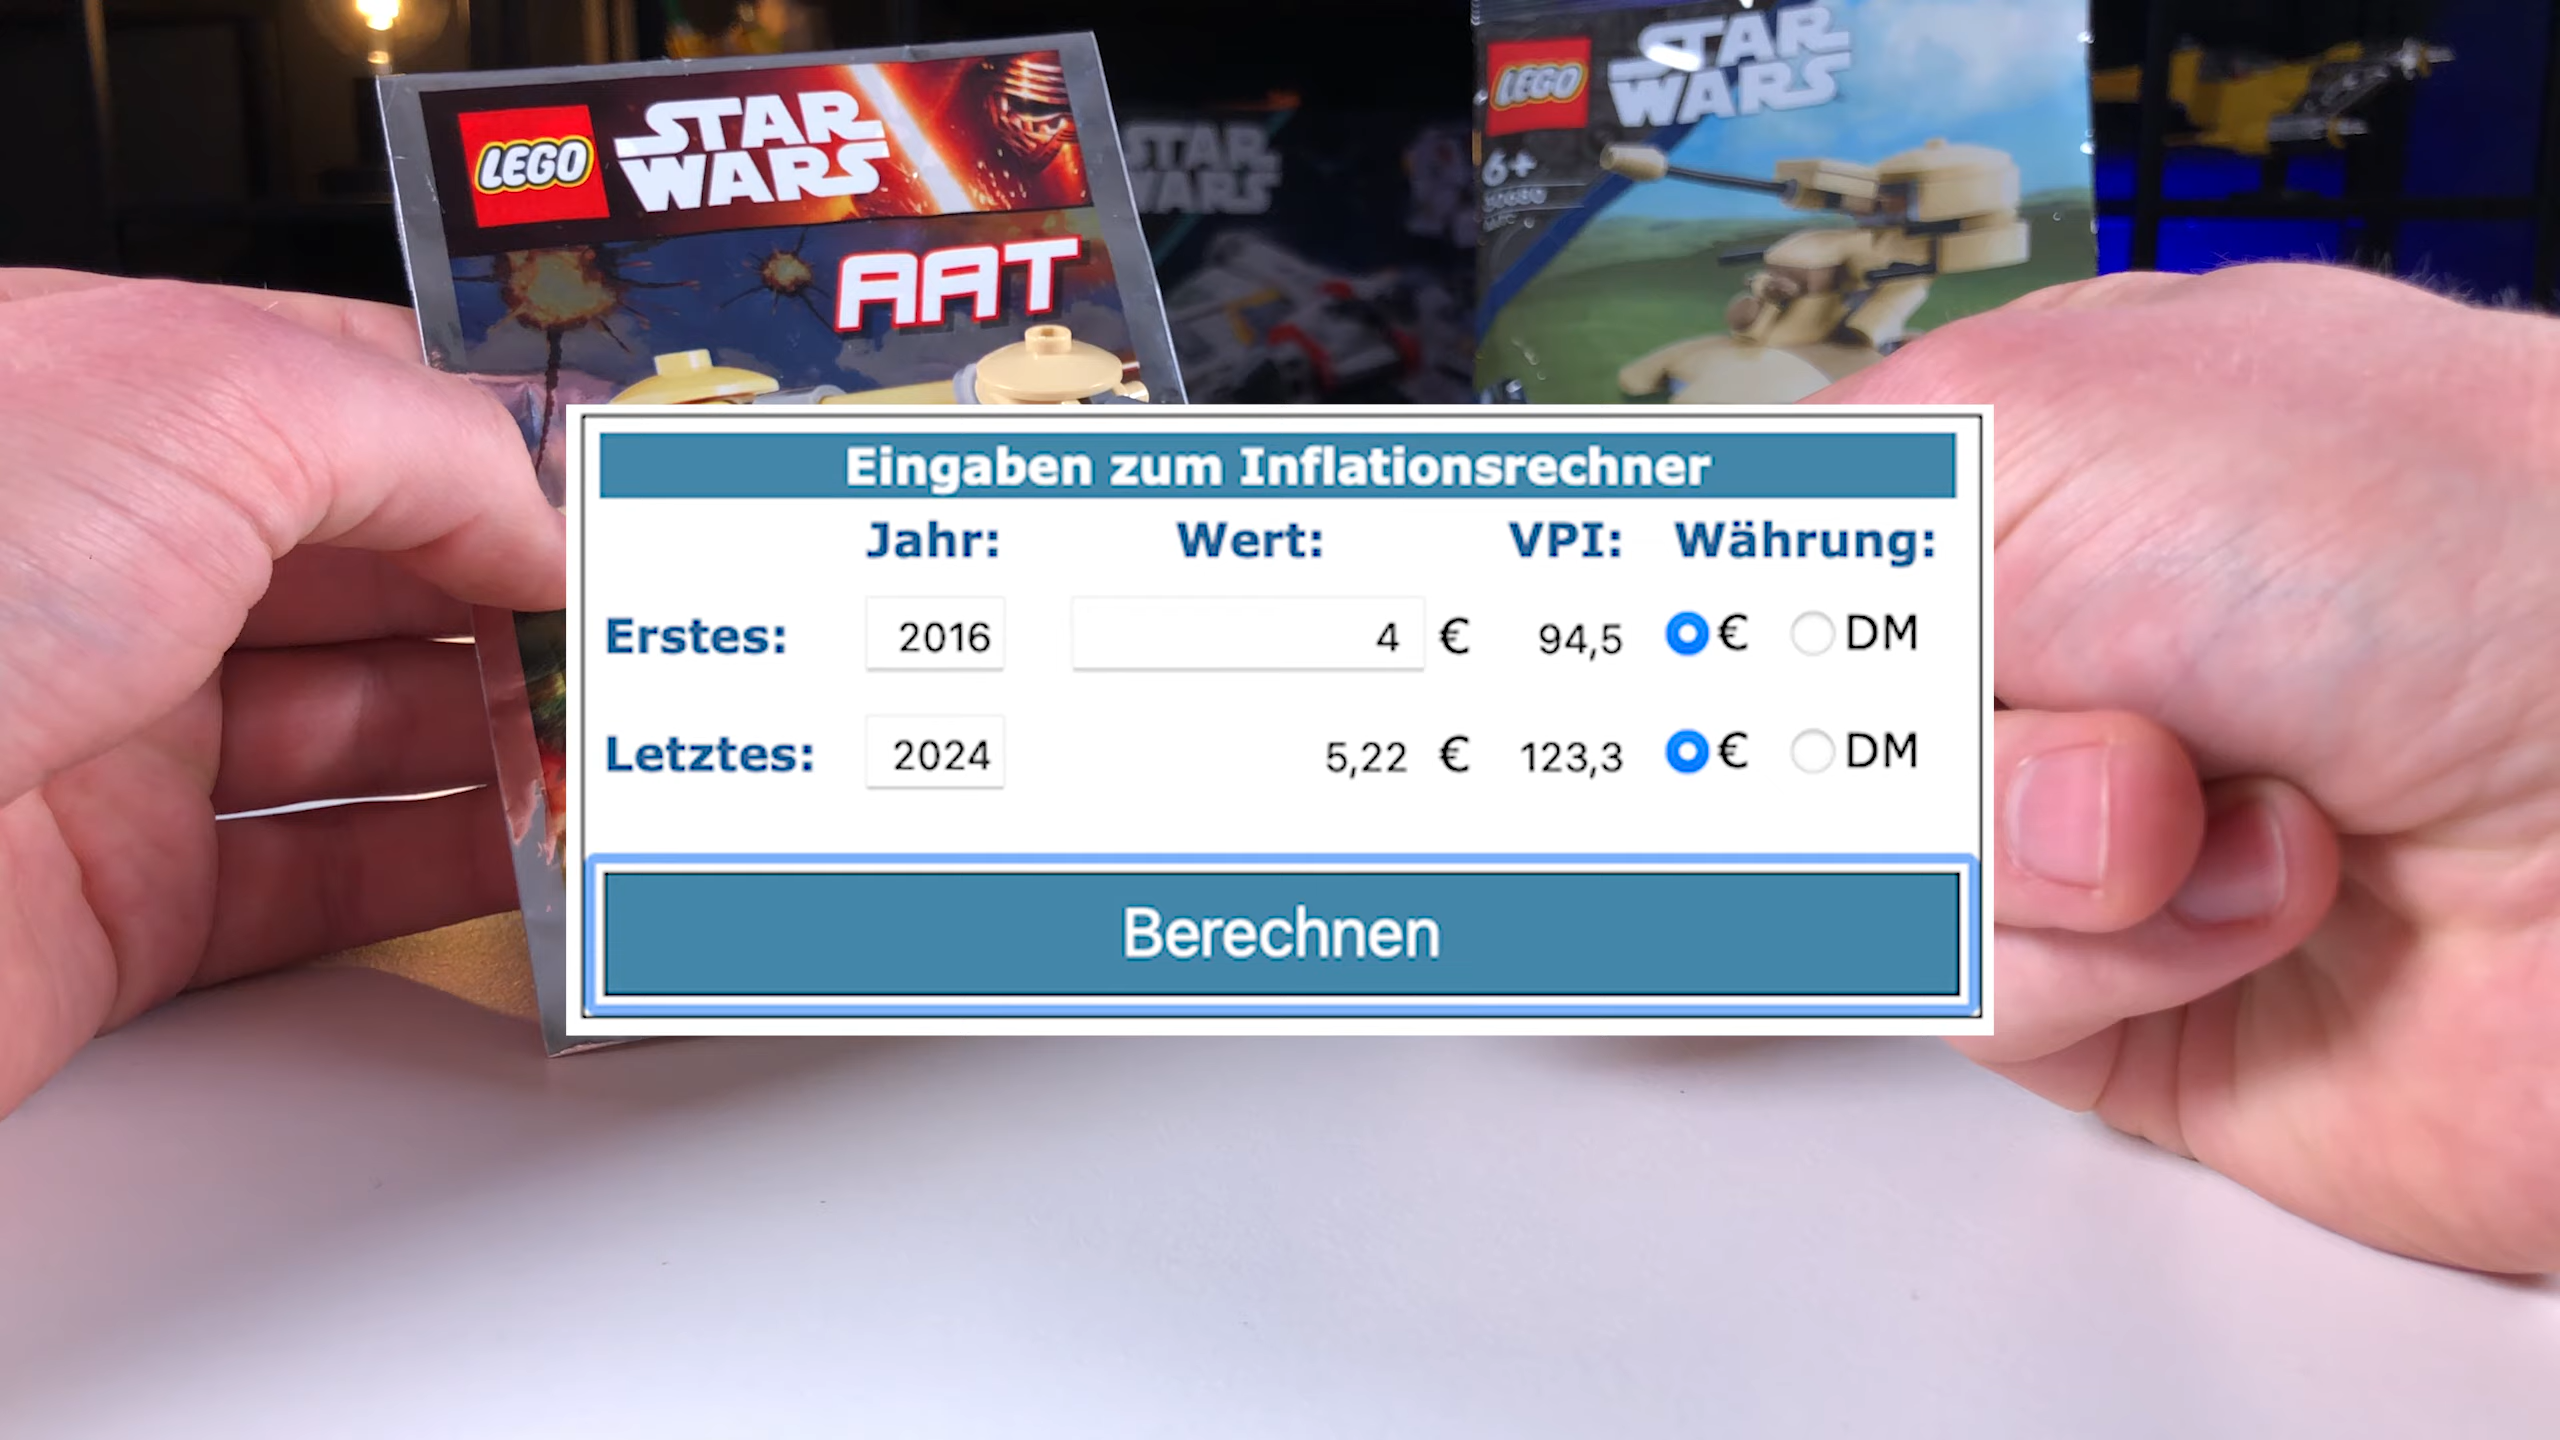 LEGO
STAR
WARS
AAT
LEGO
STAR
WARS
6+
STAR
WARS
Eingaben zum Inflationsrechner
Jahr: Wert: VPI: Währung:
Erstes: 2016 4 € 94,5 € DM
Letztes: 2024 5,22 € 123,3 € DM
Berechnen